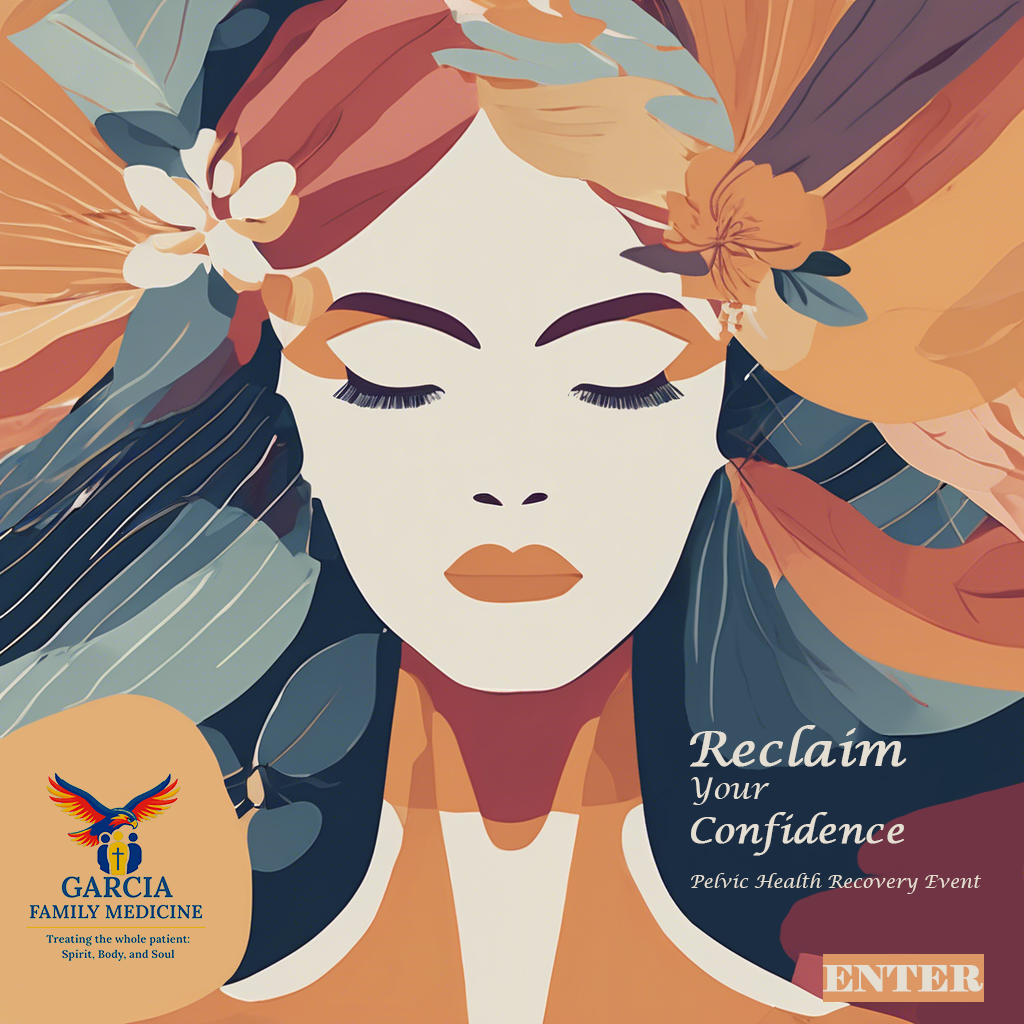 Reclaim
Your
Confidence
Pelvic Health Recovery Event
GARCIA
FAMILY MEDICINE
Treating the whole patient:
Spirit, Body, and Soul
ENTER